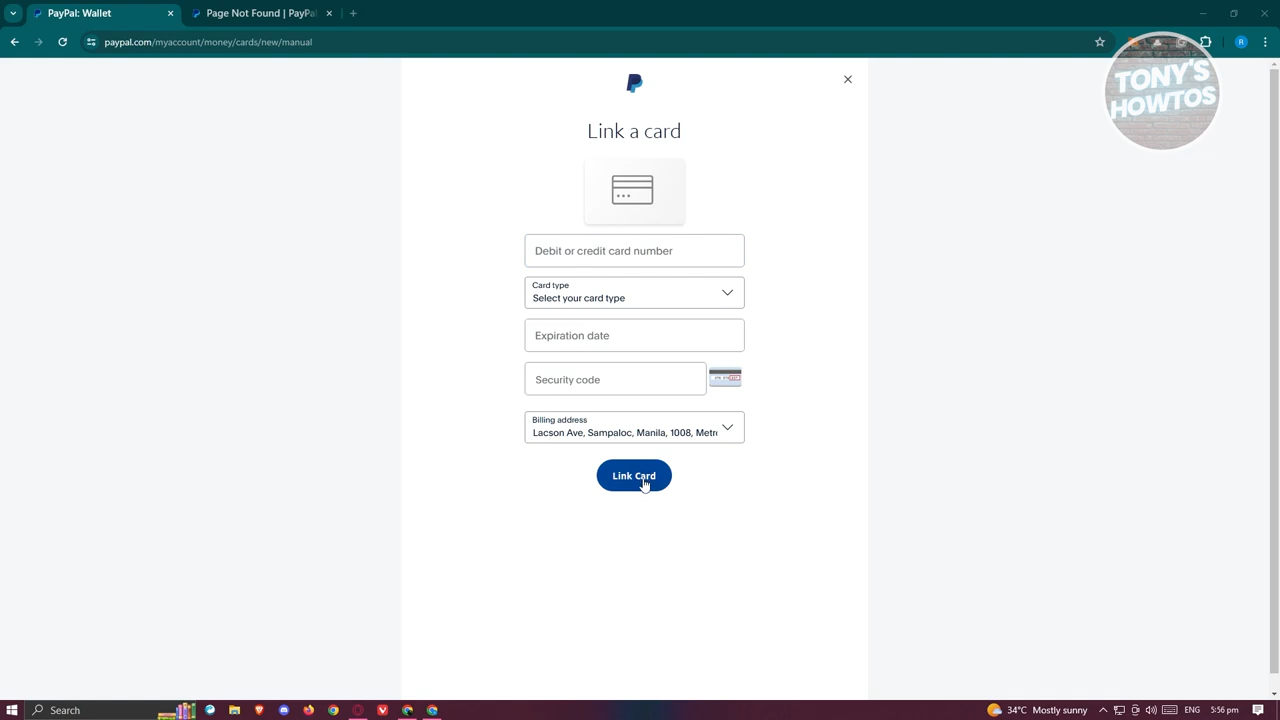 PayPal: Wallet
Page Not Found | PayPal
paypal.com/myaccount/money/cards/new/manual
R
TONY'S
HOWTOS
Link a card
Debit or credit card number
Card type
Select your card type
Expiration date
Security code
Billing address
Lacson Ave, Sampaloc, Manila, 1008, Metr
Link Card
Search
34°C Mostly sunny
ENG
5:56 pm